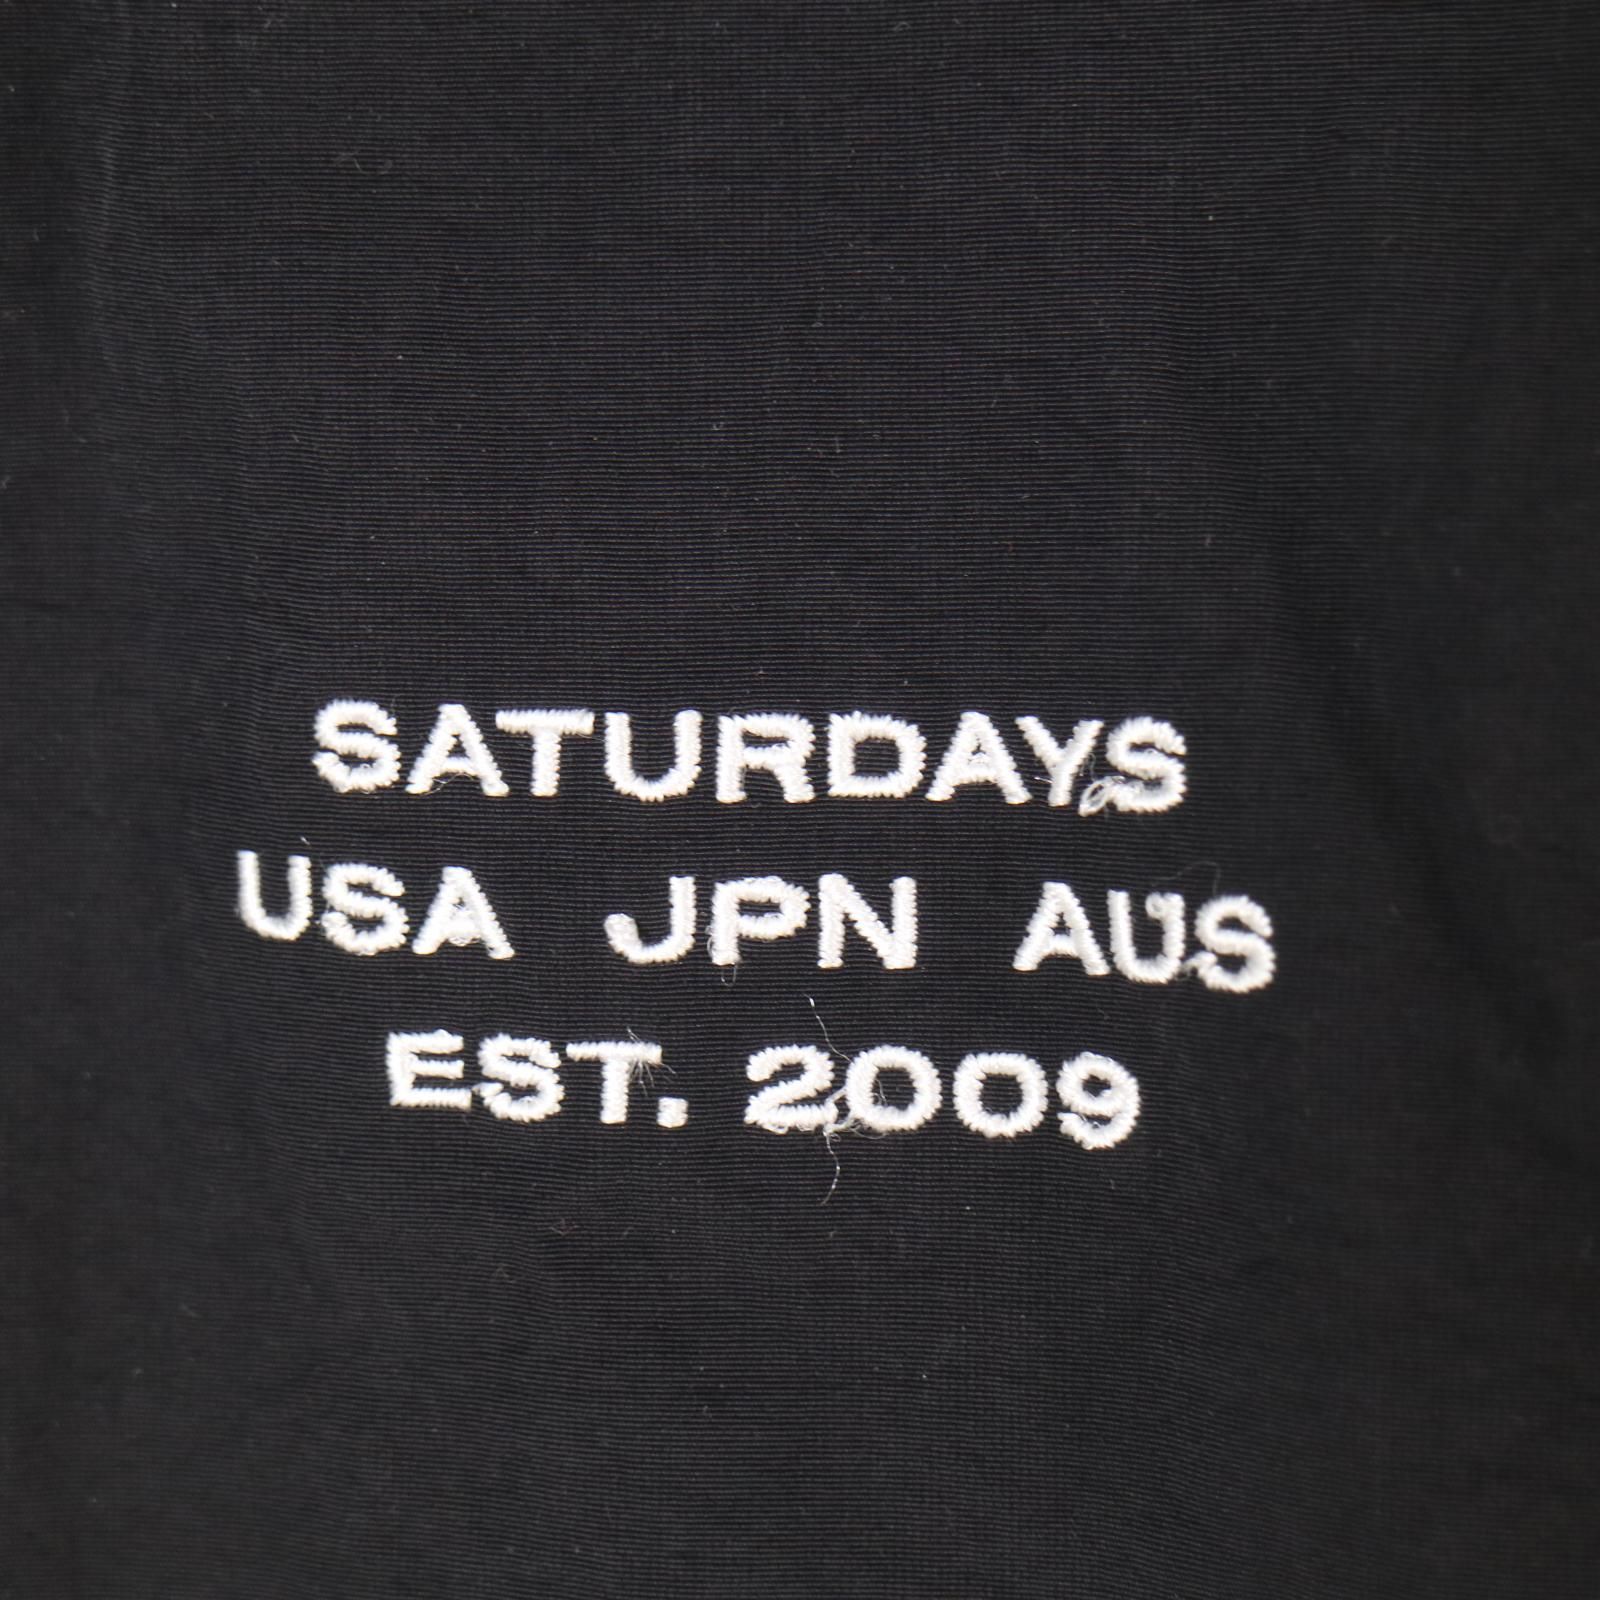 SATURDAYS
USA JPN AUS
EST. 2009